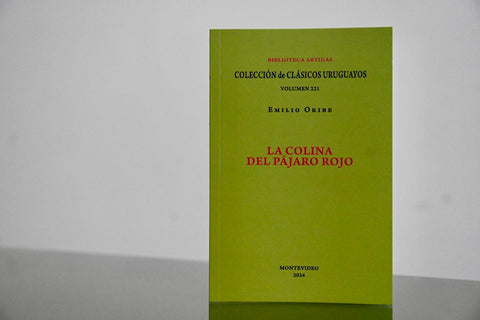 BIBLIOTECA ARTIGAS
COLECCIÓN de CLÁSICOS URUGUAYOS
VOLUMEN 221
EMILIO ORIBE
LA COLINA
DEL PÁJARO ROJO
MONTEVIDEO
2024